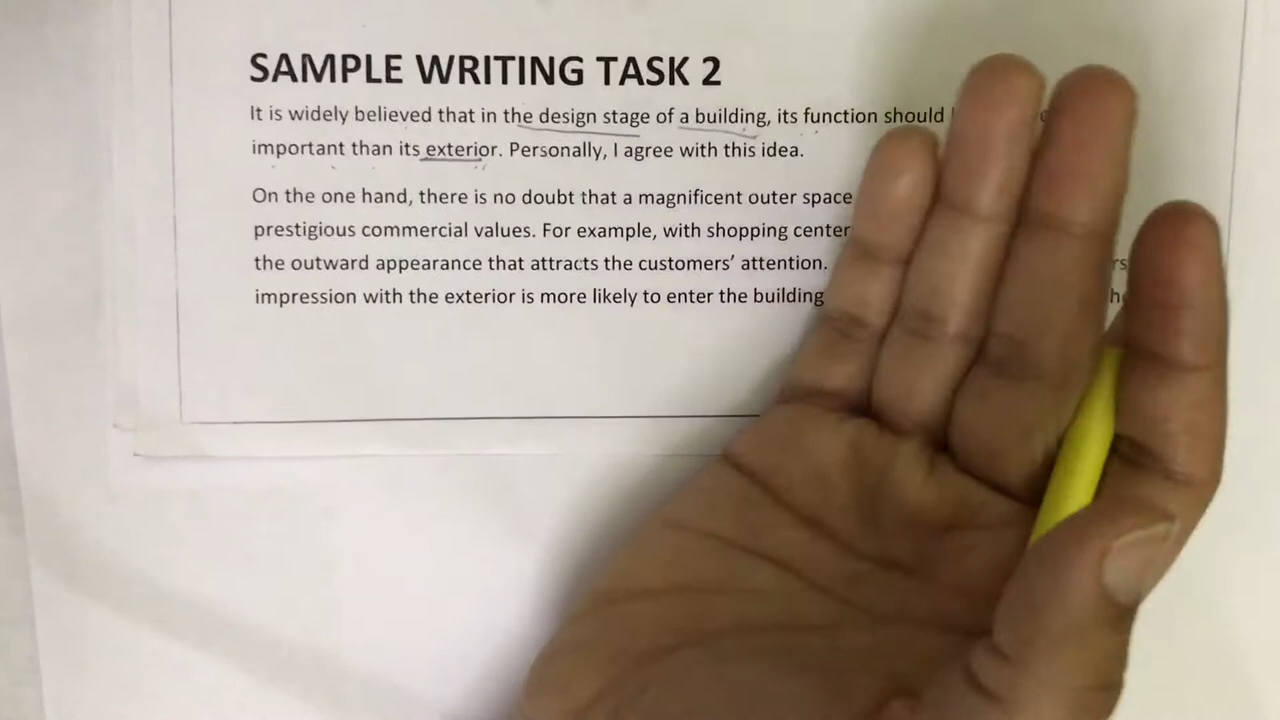 SAMPLE WRITING TASK 2
It is widely believed that in the design stage of a building, its function should
important than its exterior. Personally, I agree with this idea.
On the one hand, there is no doubt that a magnificent outer space
prestigious commercial values. For example, with shopping center
the outward appearance that attracts the customers’ attention.
impression with the exterior is more likely to enter the building